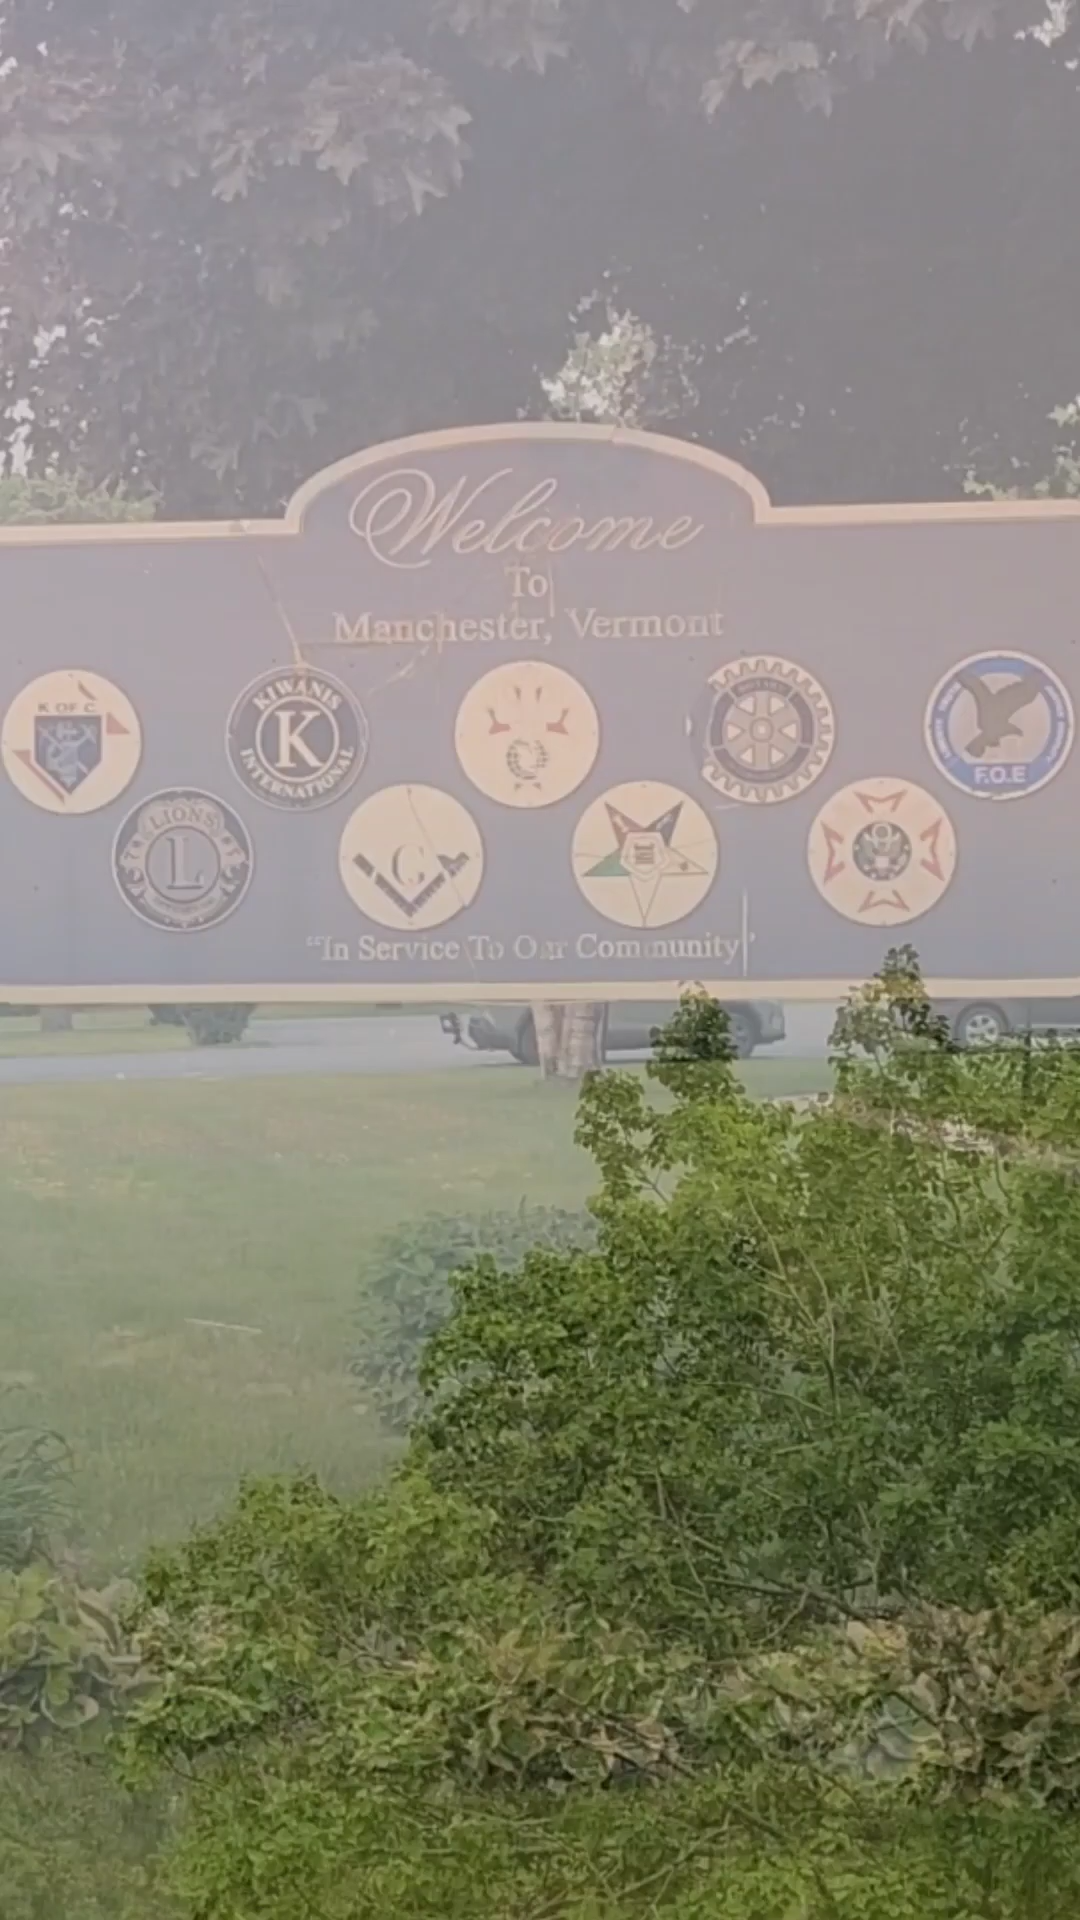 Welcome
To
Manchester, Vermont
K OF C
KIWANIS
K
INTERNATIONAL
F.O.E
LIONS
L
G
"In Service To Our Community"